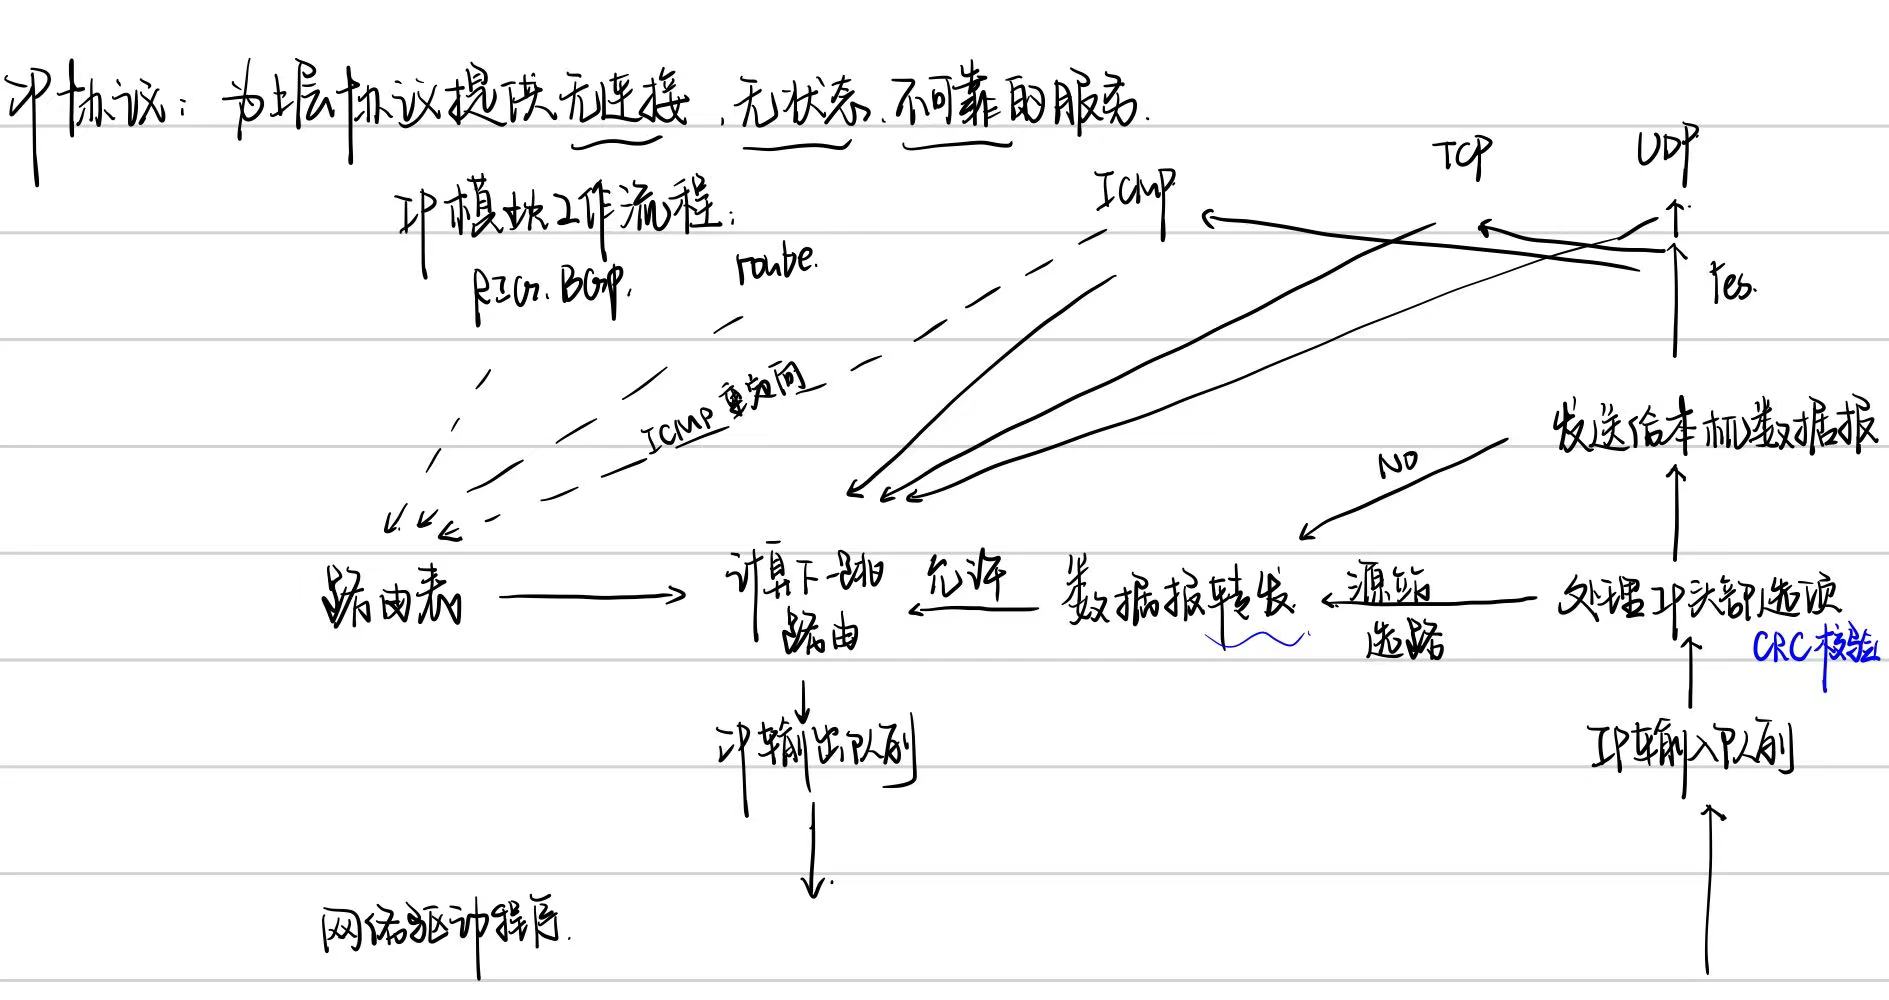 IP协议：为上层协议提供无连接、无状态、不可靠的服务.
IP模块工作流程：
ICMP
TCP
UDP
BGP.
route.
Yes.
ICMP 重定向
发送给本机数据报
NO
路由表
计算下一跳
路由
允许
数据报转发
源站
选路
处理IP头部选项
CRC校验
IP输出队列
IP输入队列
网络驱动程序.